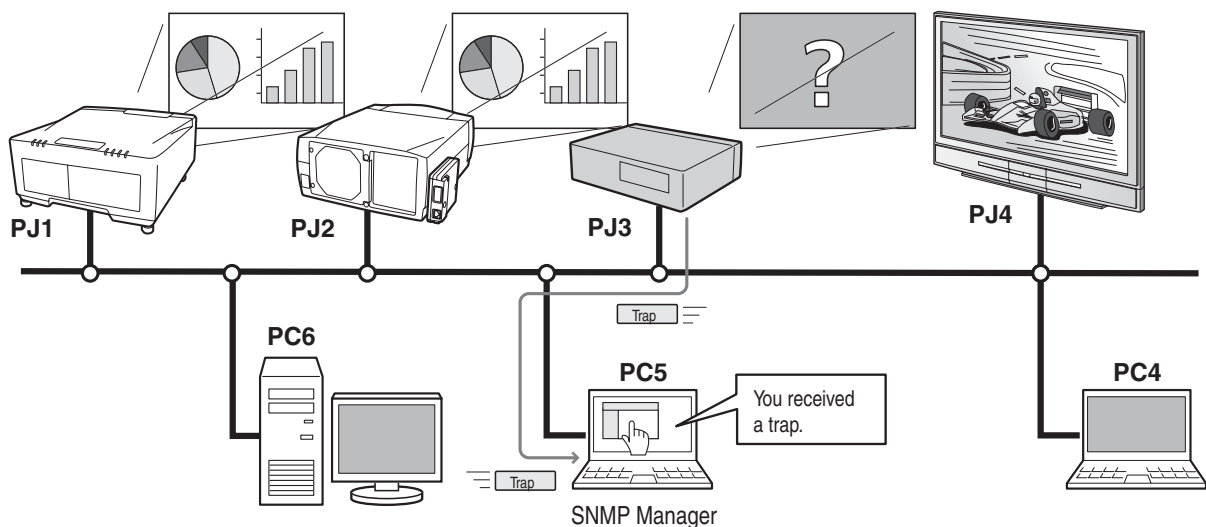 ?
PJ1
PJ2
PJ3
PJ4
Trap
PC6
PC5
PC4
You received
a trap.
Trap
SNMP Manager